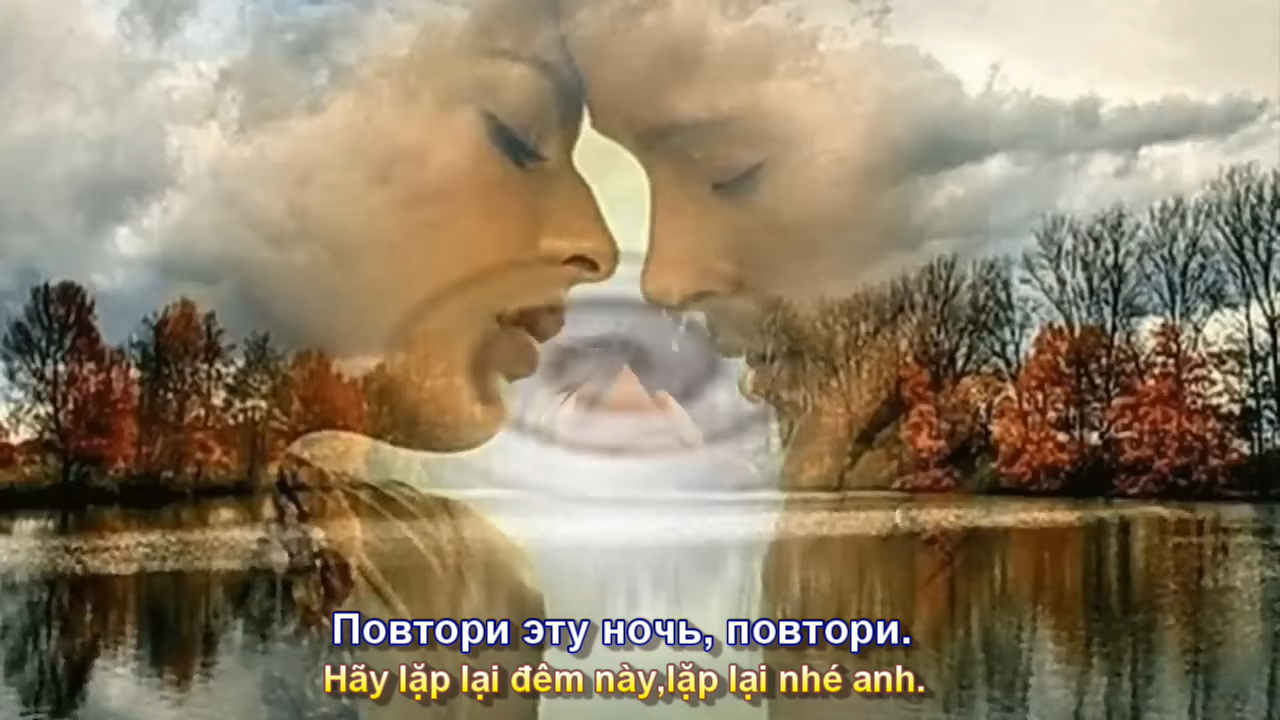 Повтори эту ночь, повтори.
Hãy lặp lại đêm này,lặp lại nhé anh.